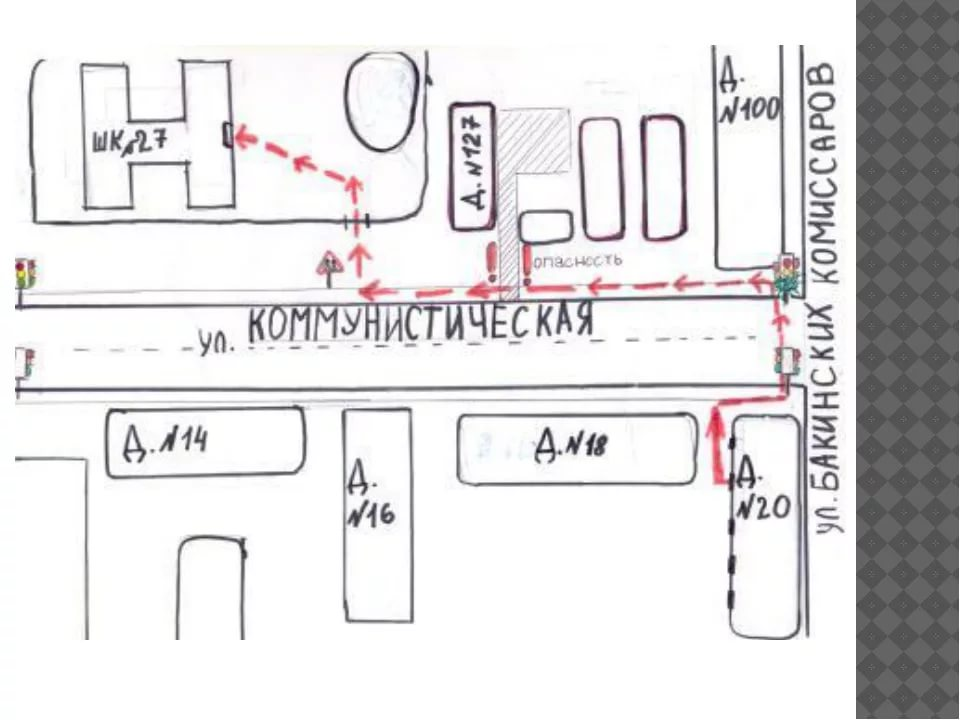 Д.
№100
ШК№27
Д.№127
опасность
ул. КОММУНИСТИЧЕСКАЯ
ул. БАКИНСКИХ КОМИССАРОВ
Д.№14
Д.№18
Д.
№16
Д.
№20